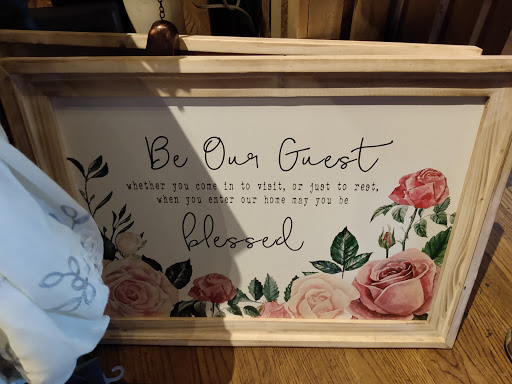 Be Our Guest
whether you come in to visit, or just to rest,
when you enter our home may you be
blessed